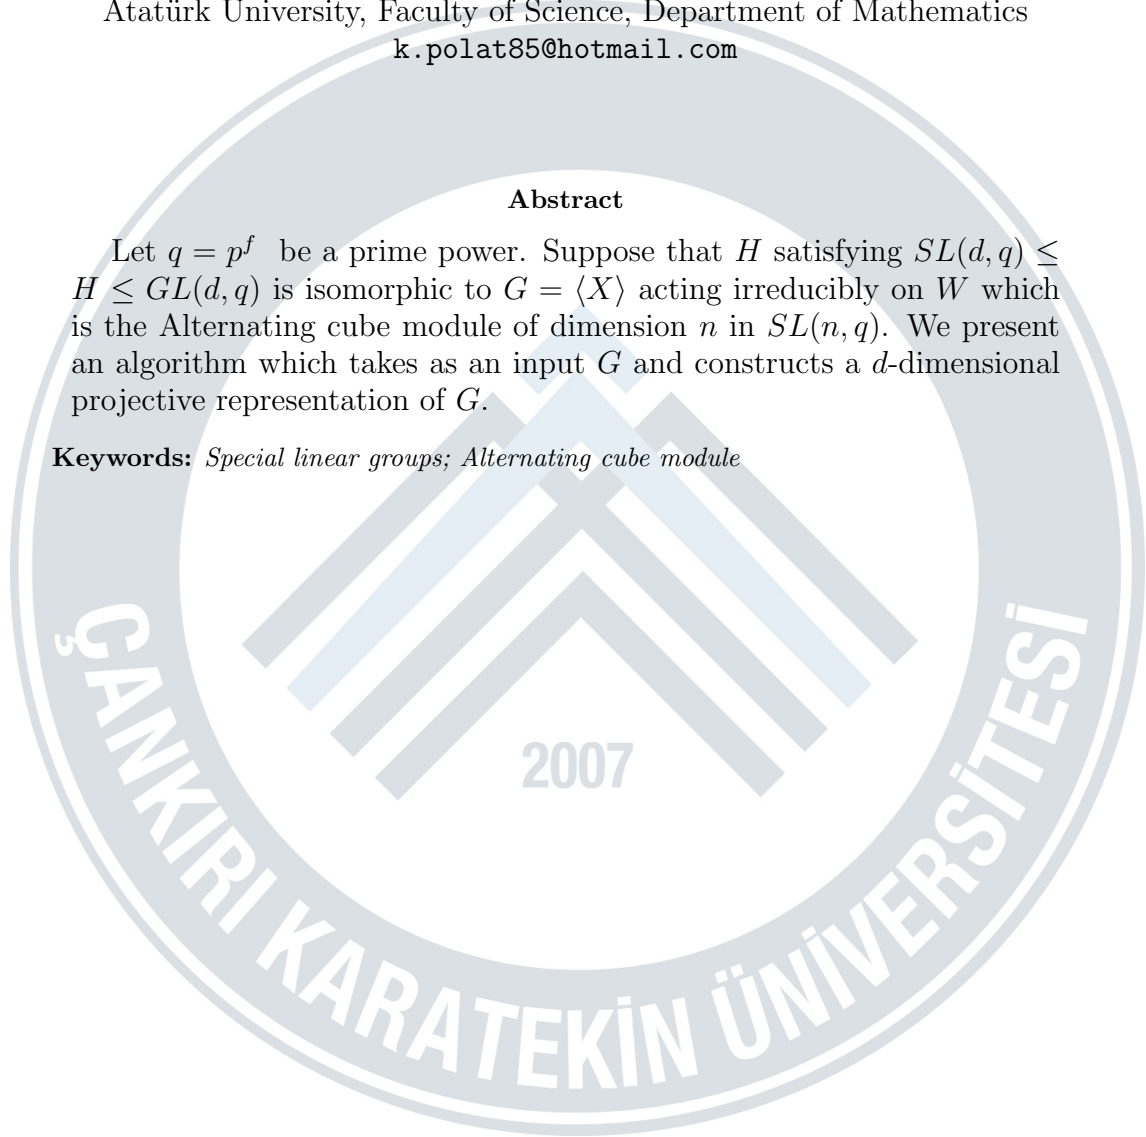 Atatürk University, Faculty of Science, Department of Mathematics
k.polat85@hotmail.com
Abstract
Let q = p^f be a prime power. Suppose that H satisfying SL(d, q) ≤
H ≤ GL(d, q) is isomorphic to G = ⟨X⟩ acting irreducibly on W which
is the Alternating cube module of dimension n in SL(n, q). We present
an algorithm which takes as an input G and constructs a d-dimensional
projective representation of G.
Keywords: Special linear groups; Alternating cube module
2007
ÇANKIRI KARATEKİN ÜNİVERSİTESİ